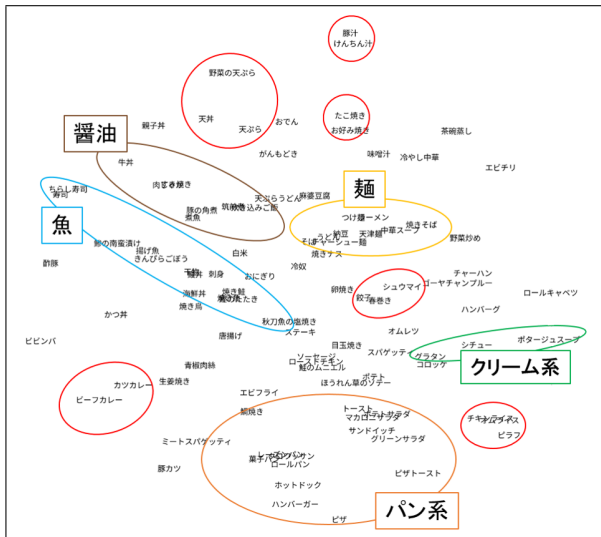 豚汁
けんちん汁
野菜の天ぷら
天丼
天ぷら
おでん
たこ焼き
お好み焼き
醤油
親子丼
がんもどき
味噌汁
冷やし中華
茶碗蒸し
エビチリ
牛丼
すき焼き
ちらし寿司
寿司
麺
魚
豚の角煮
煮魚
炊き込みご飯
天ぷらうどん
麻婆豆腐
つけ麺
ラーメン
焼きそば
納豆
天津麺
中華スープ
野菜炒め
うどん
そば
チャーシュー麺
焼きナス
鯵の南蛮漬け
揚げ魚
きんぴらごぼう
酢豚
白米
刺身
おにぎり
冷奴
海鮮丼
焼き鮭
焼き鳥
卵焼き
シュウマイ
餃子
春巻き
チャーハン
ゴーヤチャンプルー
ロールキャベツ
ハンバーグ
かつ丼
秋刀魚の塩焼き
ステーキ
唐揚げ
オムレツ
ビビンバ
目玉焼き
スパゲッティ
シチュー
ポタージュスープ
グラタン
コロッケ
クリーム系
青椒肉絲
ソーセージ
ローストチキン
鮭のムニエル
カツカレー
ビーフカレー
生姜焼き
ポテト
ほうれん草のソテー
エビフライ
鯛焼き
トースト
ポテトサラダ
マカロニサラダ
サンドイッチ
グリーンサラダ
チキンライス
オムライス
ピラフ
ミートスパゲッティ
豚カツ
ロールパン
ホットドック
ピザトースト
ハンバーガー
ピザ
パン系